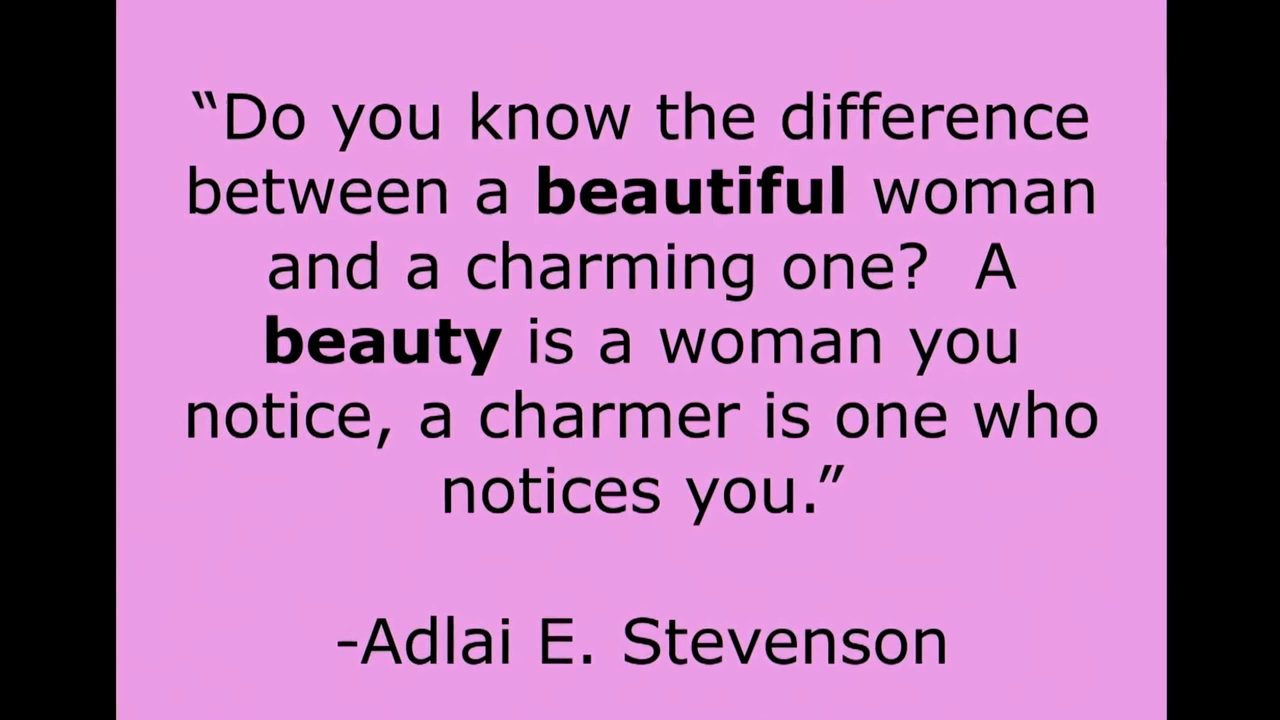 “Do you know the difference
between a beautiful woman
and a charming one?  A
beauty is a woman you
notice, a charmer is one who
notices you.”
-Adlai E. Stevenson